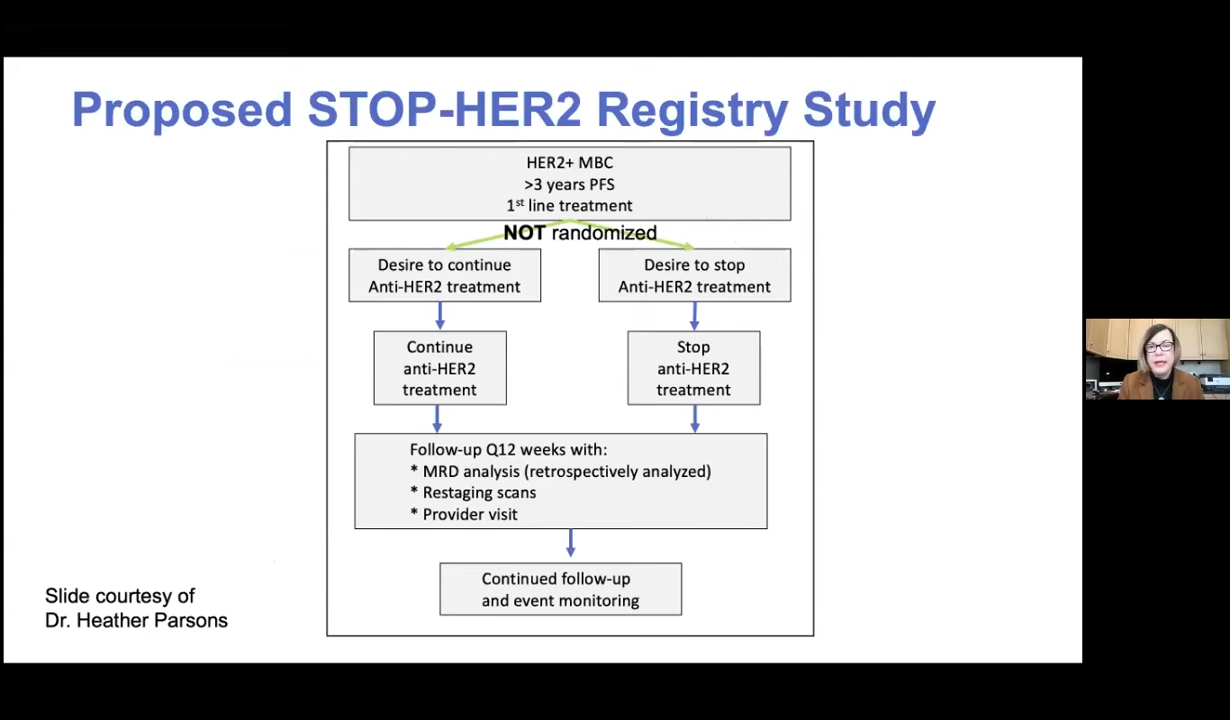 Proposed STOP-HER2 Registry Study
HER2+ MBC
>3 years PFS
1st line treatment
NOT randomized
Desire to continue
Anti-HER2 treatment
Desire to stop
Anti-HER2 treatment
Continue
anti-HER2
treatment
Stop
anti-HER2
treatment
Follow-up Q12 weeks with:
* MRD analysis (retrospectively analyzed)
* Restaging scans
* Provider visit
Continued follow-up
and event monitoring
Slide courtesy of
Dr. Heather Parsons